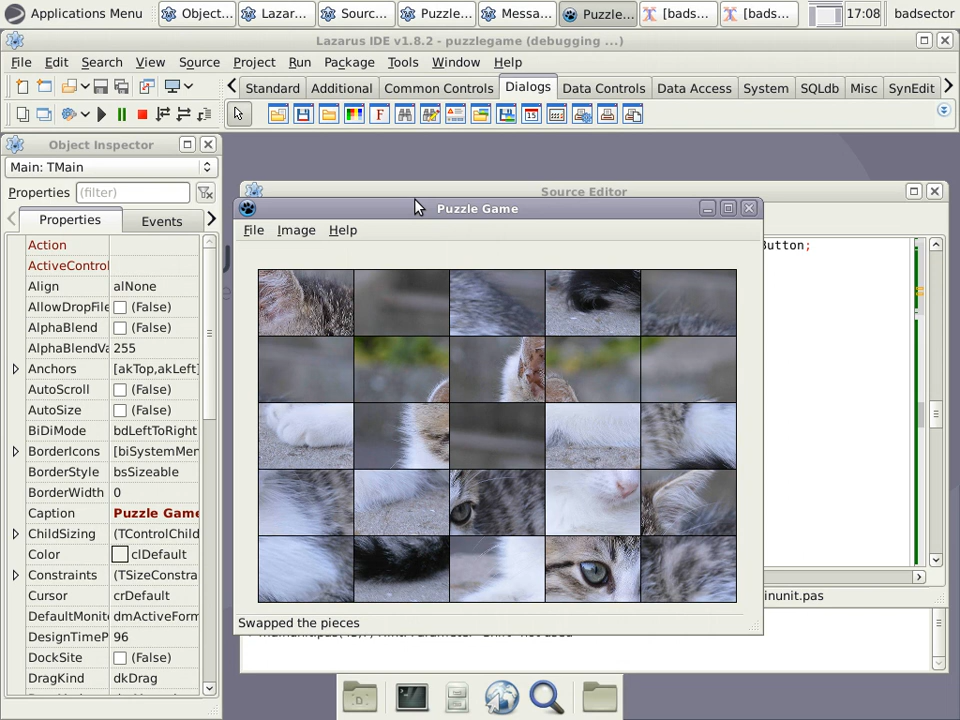 Applications Menu
Object...
Lazar...
Sourc...
Puzzle...
Messa...
Puzzle...
[bads...
[bads...
17:08
badsector
Lazarus IDE v1.8.2 - puzzlegame (debugging ...)
File Edit Search View Source Project Run Package Tools Window Help
Standard Additional Common Controls Dialogs Data Controls Data Access System SQLdb Misc SynEdit
Object Inspector
Main: TMain
Properties (filter)
Properties Events
Action
ActiveControl
Align alNone
AllowDropFile (False)
AlphaBlend (False)
AlphaBlendVa 255
Anchors [akTop,akLeft]
AutoScroll (False)
AutoSize (False)
BiDiMode bdLeftToRight
BorderIcons [biSystemMen
BorderStyle bsSizeable
BorderWidth 0
Caption Puzzle Game
ChildSizing (TControlChild
Color clDefault
Constraints (TSizeConstra
Cursor crDefault
DefaultMonit dmActiveForm
DesignTimeP 96
DockSite (False)
DragKind dkDrag
Source Editor
Button;
inunit.pas
Puzzle Game
File Image Help
Swapped the pieces